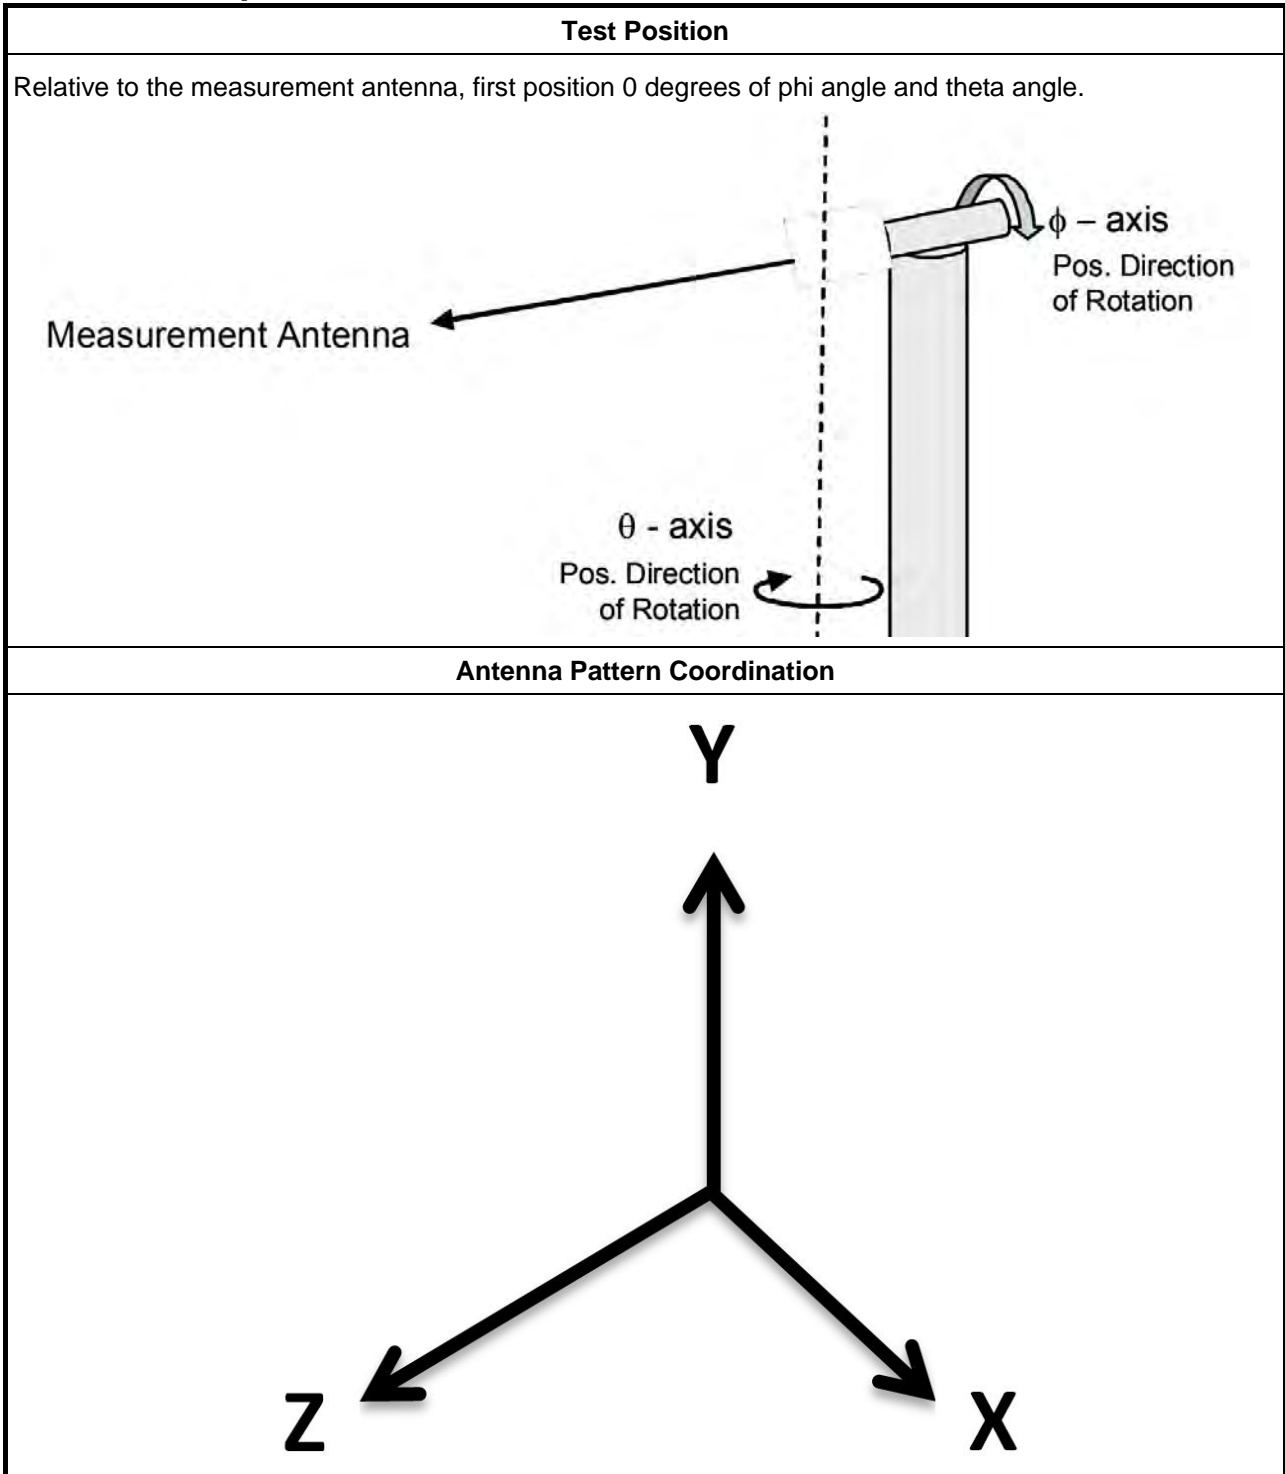 Test Position
Relative to the measurement antenna, first position 0 degrees of phi angle and theta angle.
ϕ – axis
Pos. Direction
of Rotation
Measurement Antenna
θ - axis
Pos. Direction
of Rotation
Antenna Pattern Coordination
Y
Z
X